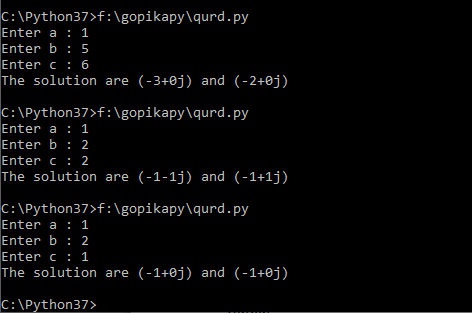 C:\Python37>f:\gopikapy\qurd.py
Enter a : 1
Enter b : 5
Enter c : 6
The solution are (-3+0j) and (-2+0j)
C:\Python37>f:\gopikapy\qurd.py
Enter a : 1
Enter b : 2
Enter c : 2
The solution are (-1-1j) and (-1+1j)
C:\Python37>f:\gopikapy\qurd.py
Enter a : 1
Enter b : 2
Enter c : 1
The solution are (-1+0j) and (-1+0j)
C:\Python37>